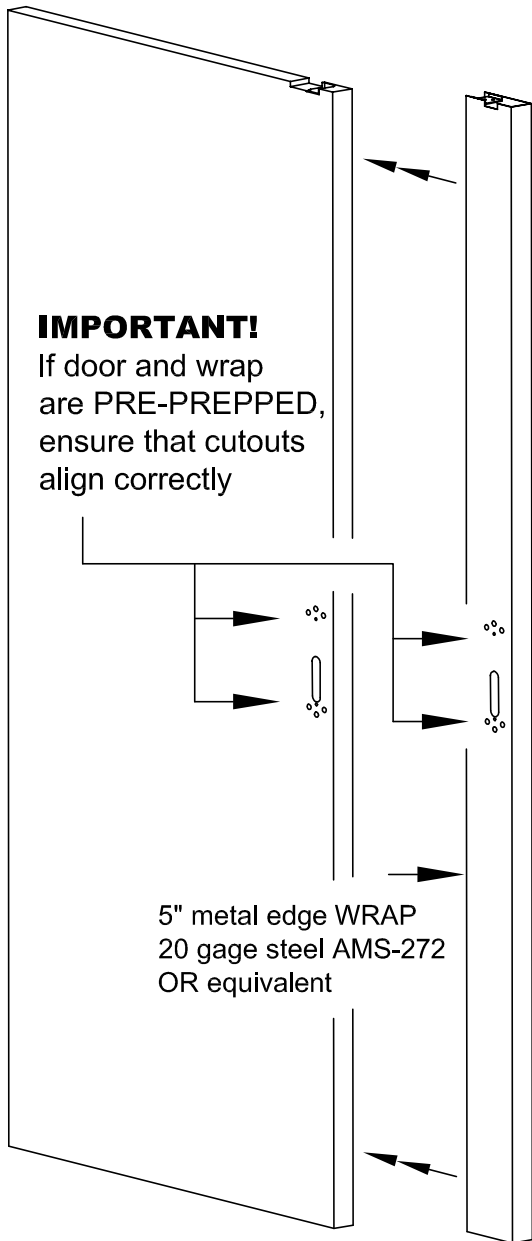 IMPORTANT!
If door and wrap
are PRE-PREPPED,
ensure that cutouts
align correctly
5" metal edge WRAP
20 gage steel AMS-272
OR equivalent